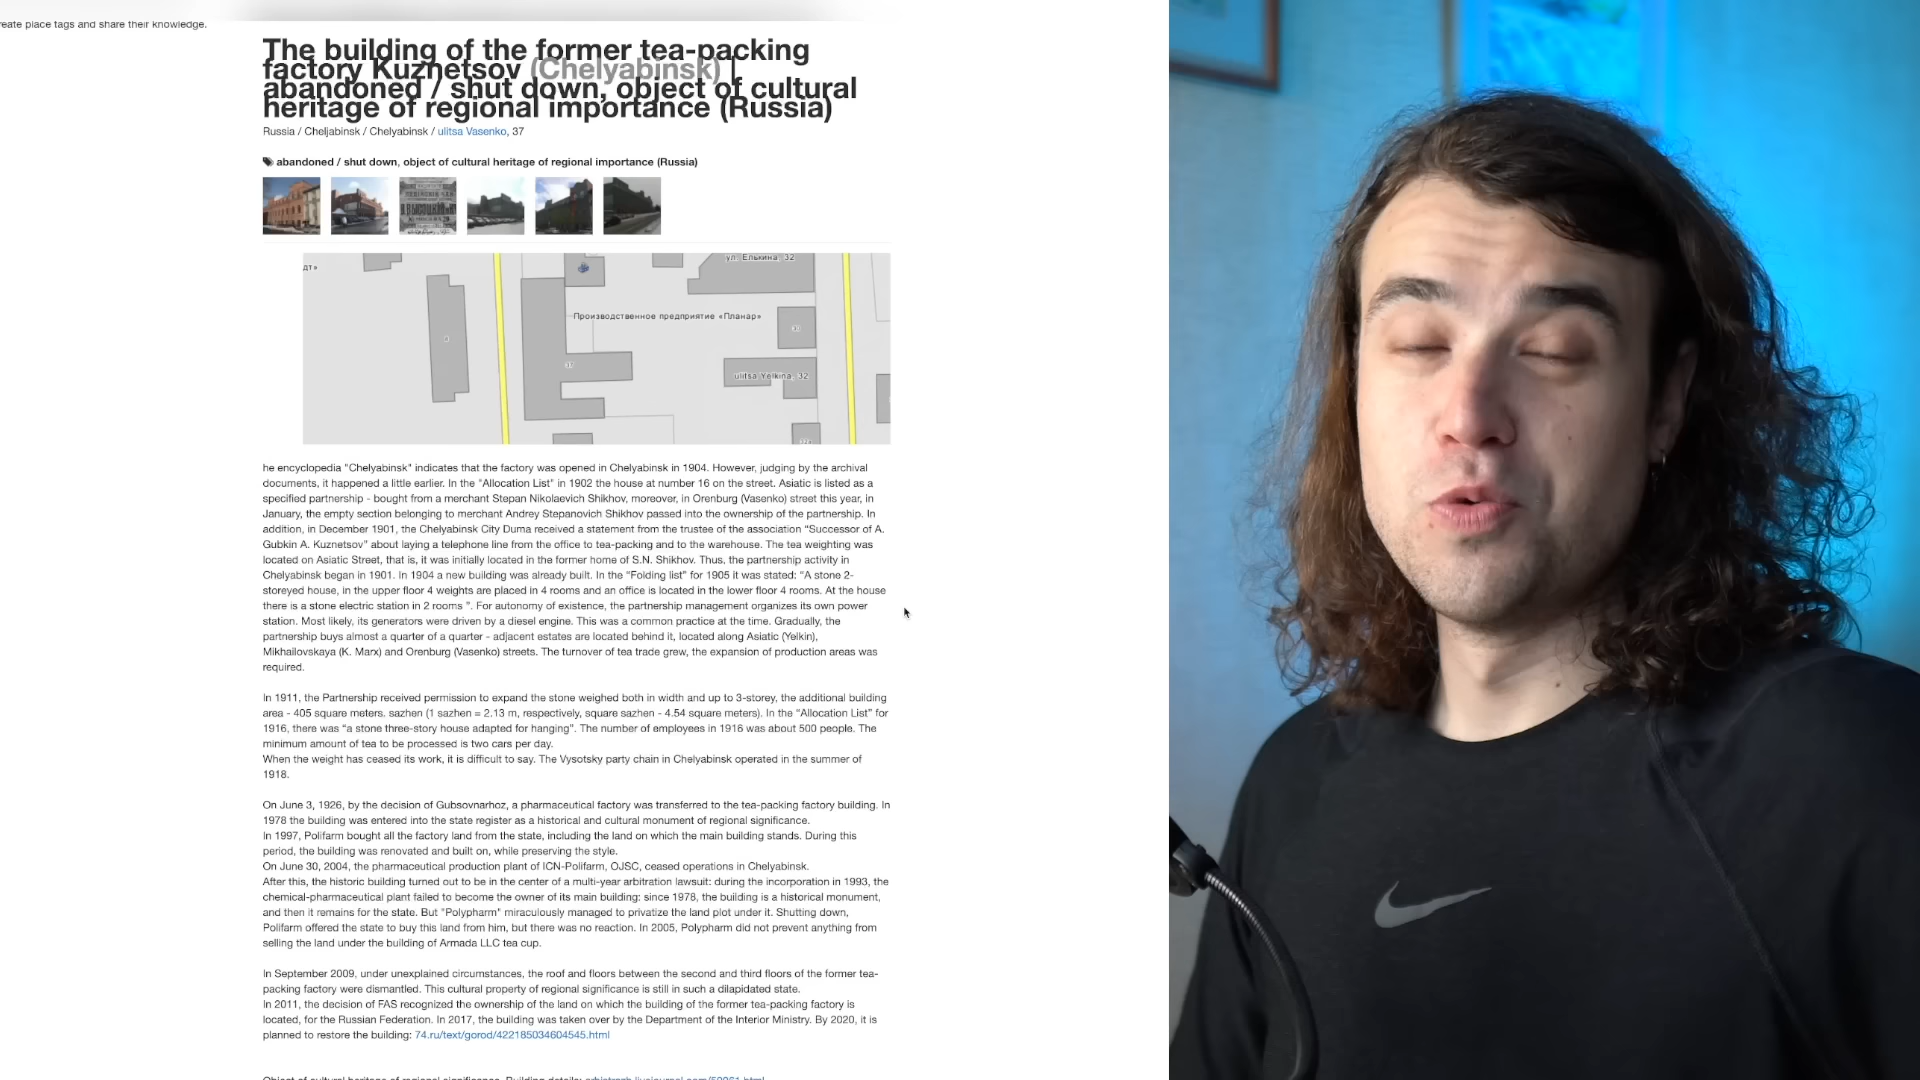 reate place tags and share their knowledge.
The building of the former tea-packing
factory Kuznetsov (Chelyabinsk) |
abandoned / shut down, object of cultural
heritage of regional importance (Russia)
Russia / Cheljabinsk / Chelyabinsk / ulitsa Vasenko, 37
abandoned / shut down, object of cultural heritage of regional importance (Russia)
дт»
ул. Елькина, 32
Производственное предприятие «Планар»
37
ulitsa Yelkina, 32
he encyclopedia "Chelyabinsk" indicates that the factory was opened in Chelyabinsk in 1904. However, judging by the archival
documents, it happened a little earlier. In the "Allocation List" in 1902 the house at number 16 on the street. Asiatic is listed as a
specified partnership - bought from a merchant Stepan Nikolaevich Shikhov, moreover, in Orenburg (Vasenko) street this year, in
January, the empty section belonging to merchant Andrey Stepanovich Shikhov passed into the ownership of the partnership. In
addition, in December 1901, the Chelyabinsk City Duma received a statement from the trustee of the association “Successor of A.
Gubkin A. Kuznetsov” about laying a telephone line from the office to tea-packing and to the warehouse. The tea weighting was
located on Asiatic Street, that is, it was initially located in the former home of S.N. Shikhov. Thus, the partnership activity in
Chelyabinsk began in 1901. In 1904 a new building was already built. In the “Folding list” for 1905 it was stated: “A stone 2-
storeyed house, in the upper floor 4 weights are placed in 4 rooms and an office is located in the lower floor 4 rooms. At the house
there is a stone electric station in 2 rooms ”. For autonomy of existence, the partnership management organizes its own power
station. Most likely, its generators were driven by a diesel engine. This was a common practice at the time. Gradually, the
partnership buys almost a quarter of a quarter - adjacent estates are located behind it, located along Asiatic (Yelkin),
Mikhailovskaya (K. Marx) and Orenburg (Vasenko) streets. The turnover of tea trade grew, the expansion of production areas was
required.
In 1911, the Partnership received permission to expand the stone weighed both in width and up to 3-storey, the additional building
area - 405 square meters. sazhen (1 sazhen = 2.13 m, respectively, square sazhen - 4.54 square meters). In the “Allocation List” for
1916, there was “a stone three-story house adapted for hanging”. The number of employees in 1916 was about 500 people. The
minimum amount of tea to be processed is two cars per day.
When the weight has ceased its work, it is difficult to say. The Vysotsky party chain in Chelyabinsk operated in the summer of
1918.
On June 3, 1926, by the decision of Gubsovnarhoz, a pharmaceutical factory was transferred to the tea-packing factory building. In
1978 the building was entered into the state register as a historical and cultural monument of regional significance.
In 1997, Polifarm bought all the factory land from the state, including the land on which the main building stands. During this
period, the building was renovated and built on, while preserving the style.
On June 30, 2004, the pharmaceutical production plant of ICN-Polifarm, OJSC, ceased operations in Chelyabinsk.
After this, the historic building turned out to be in the center of a multi-year arbitration lawsuit: during the incorporation in 1993, the
chemical-pharmaceutical plant failed to become the owner of its main building: since 1978, the building is a historical monument,
and then it remains for the state. But "Polypharm" miraculously managed to privatize the land plot under it. Shutting down,
Polifarm offered the state to buy this land from him, but there was no reaction. In 2005, Polypharm did not prevent anything from
selling the land under the building of Armada LLC tea cup.
In September 2009, under unexplained circumstances, the roof and floors between the second and third floors of the former tea-
packing factory were dismantled. This cultural property of regional significance is still in such a dilapidated state.
In 2011, the decision of FAS recognized the ownership of the land on which the building of the former tea-packing factory is
located, for the Russian Federation. In 2017, the building was taken over by the Department of the Interior Ministry. By 2020, it is
planned to restore the building: 74.ru/text/gorod/422185034604545.html
Object of cultural heritage of regional significance. Building details: